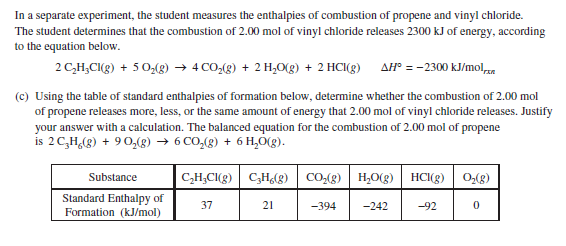 In a separate experiment, the student measures the enthalpies of combustion of propene and vinyl chloride.
The student determines that the combustion of 2.00 mol of vinyl chloride releases 2300 kJ of energy, according
to the equation below.
2 C₂H₃Cl(g) + 5 O₂(g) → 4 CO₂(g) + 2 H₂O(g) + 2 HCl(g) ΔH° = −2300 kJ/molᵣₓₙ
(c) Using the table of standard enthalpies of formation below, determine whether the combustion of 2.00 mol
of propene releases more, less, or the same amount of energy that 2.00 mol of vinyl chloride releases. Justify
your answer with a calculation. The balanced equation for the combustion of 2.00 mol of propene
is 2 C₃H₆(g) + 9 O₂(g) → 6 CO₂(g) + 6 H₂O(g).
Substance C₂H₃Cl(g) C₃H₆(g) CO₂(g) H₂O(g) HCl(g) O₂(g)
Standard Enthalpy of
Formation (kJ/mol) 37 21 −394 −242 −92 0